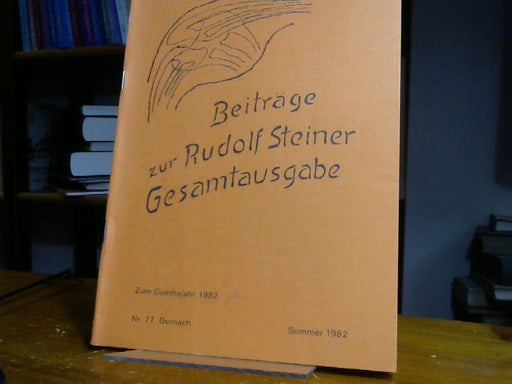 Beiträge
zur Rudolf Steiner
Gesamtausgabe
Zum Goethejahr 1982
Nr. 77 Dornach
Sommer 1982